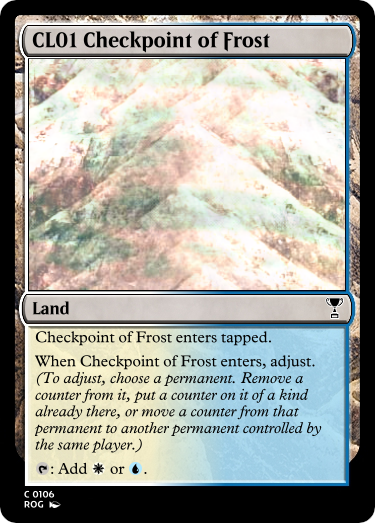 CL01 Checkpoint of Frost
Land
Checkpoint of Frost enters tapped.
When Checkpoint of Frost enters, adjust.
(To adjust, choose a permanent. Remove a
counter from it, put a counter on it of a kind
already there, or move a counter from that
permanent to another permanent controlled by
the same player.)
: Add or .
C 0106
ROG